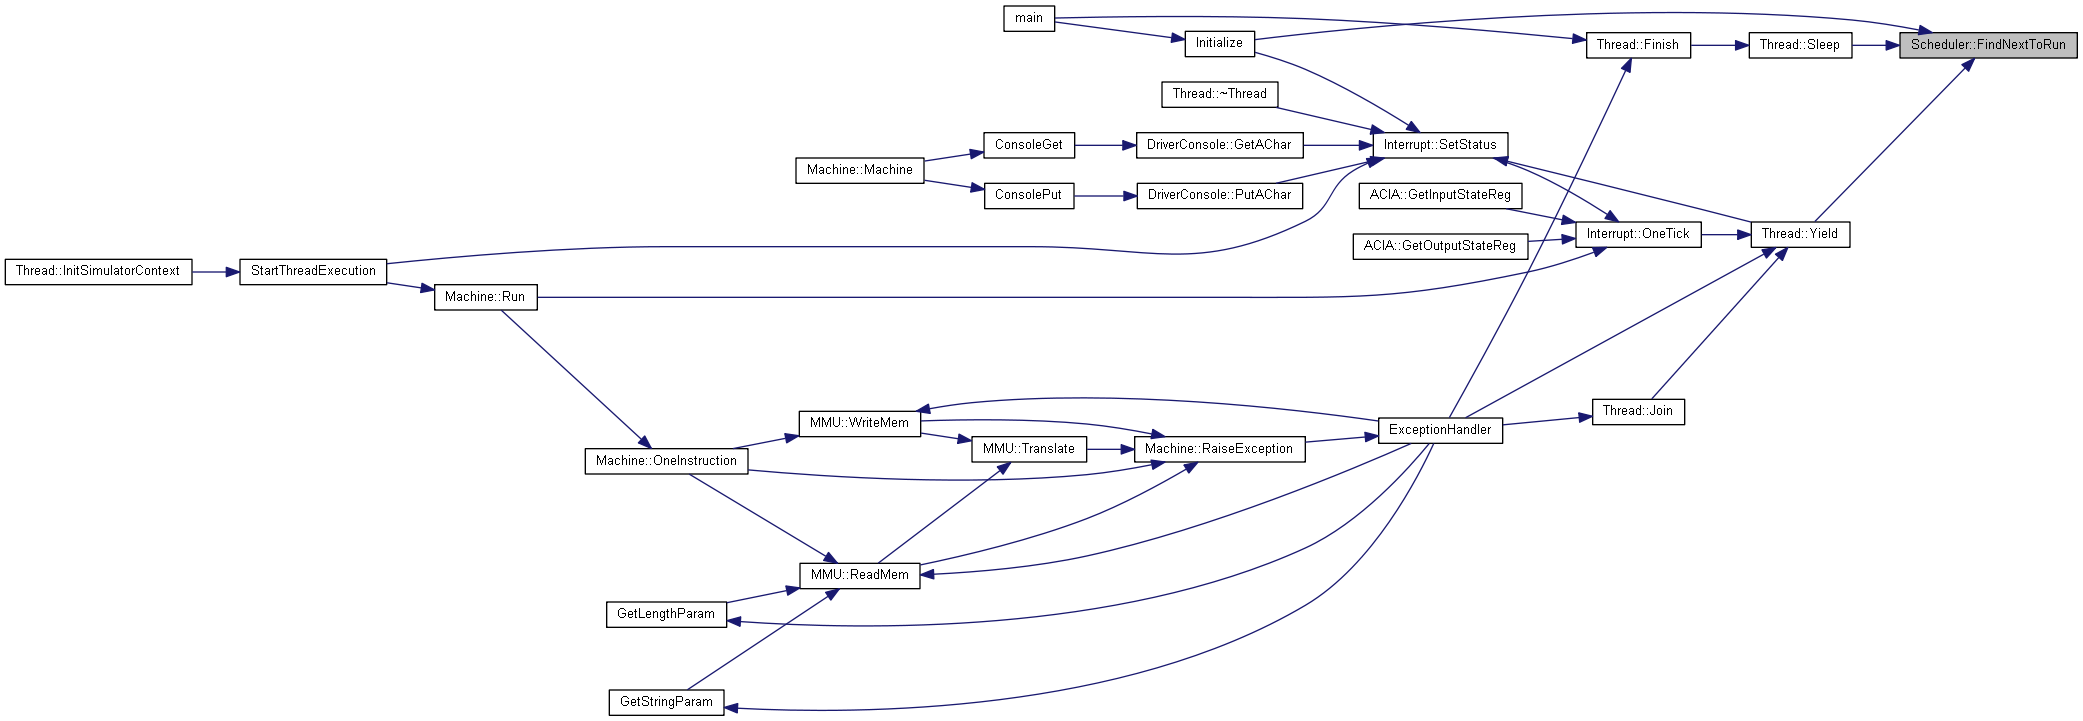 main
Initialize
Thread::Finish
Thread::Sleep
Scheduler::FindNextToRun
Thread::~Thread
ConsoleGet
DriverConsole::GetAChar
Interrupt::SetStatus
Machine::Machine
ConsolePut
DriverConsole::PutAChar
ACIA::GetInputStateReg
Interrupt::OneTick
Thread::Yield
ACIA::GetOutputStateReg
Thread::InitSimulatorContext
StartThreadExecution
Machine::Run
Thread::Join
MMU::WriteMem
ExceptionHandler
MMU::Translate
Machine::RaiseException
Machine::OneInstruction
MMU::ReadMem
GetLengthParam
GetStringParam